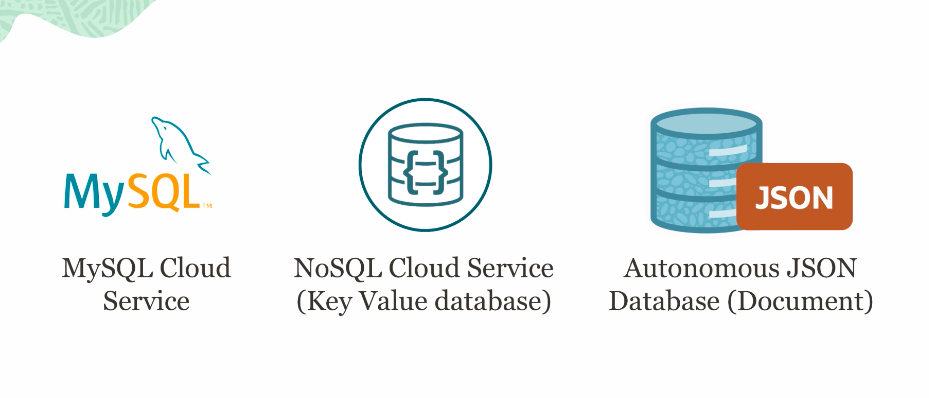 MySQL™
{ }
JSON
MySQL Cloud
Service
NoSQL Cloud Service
(Key Value database)
Autonomous JSON
Database (Document)